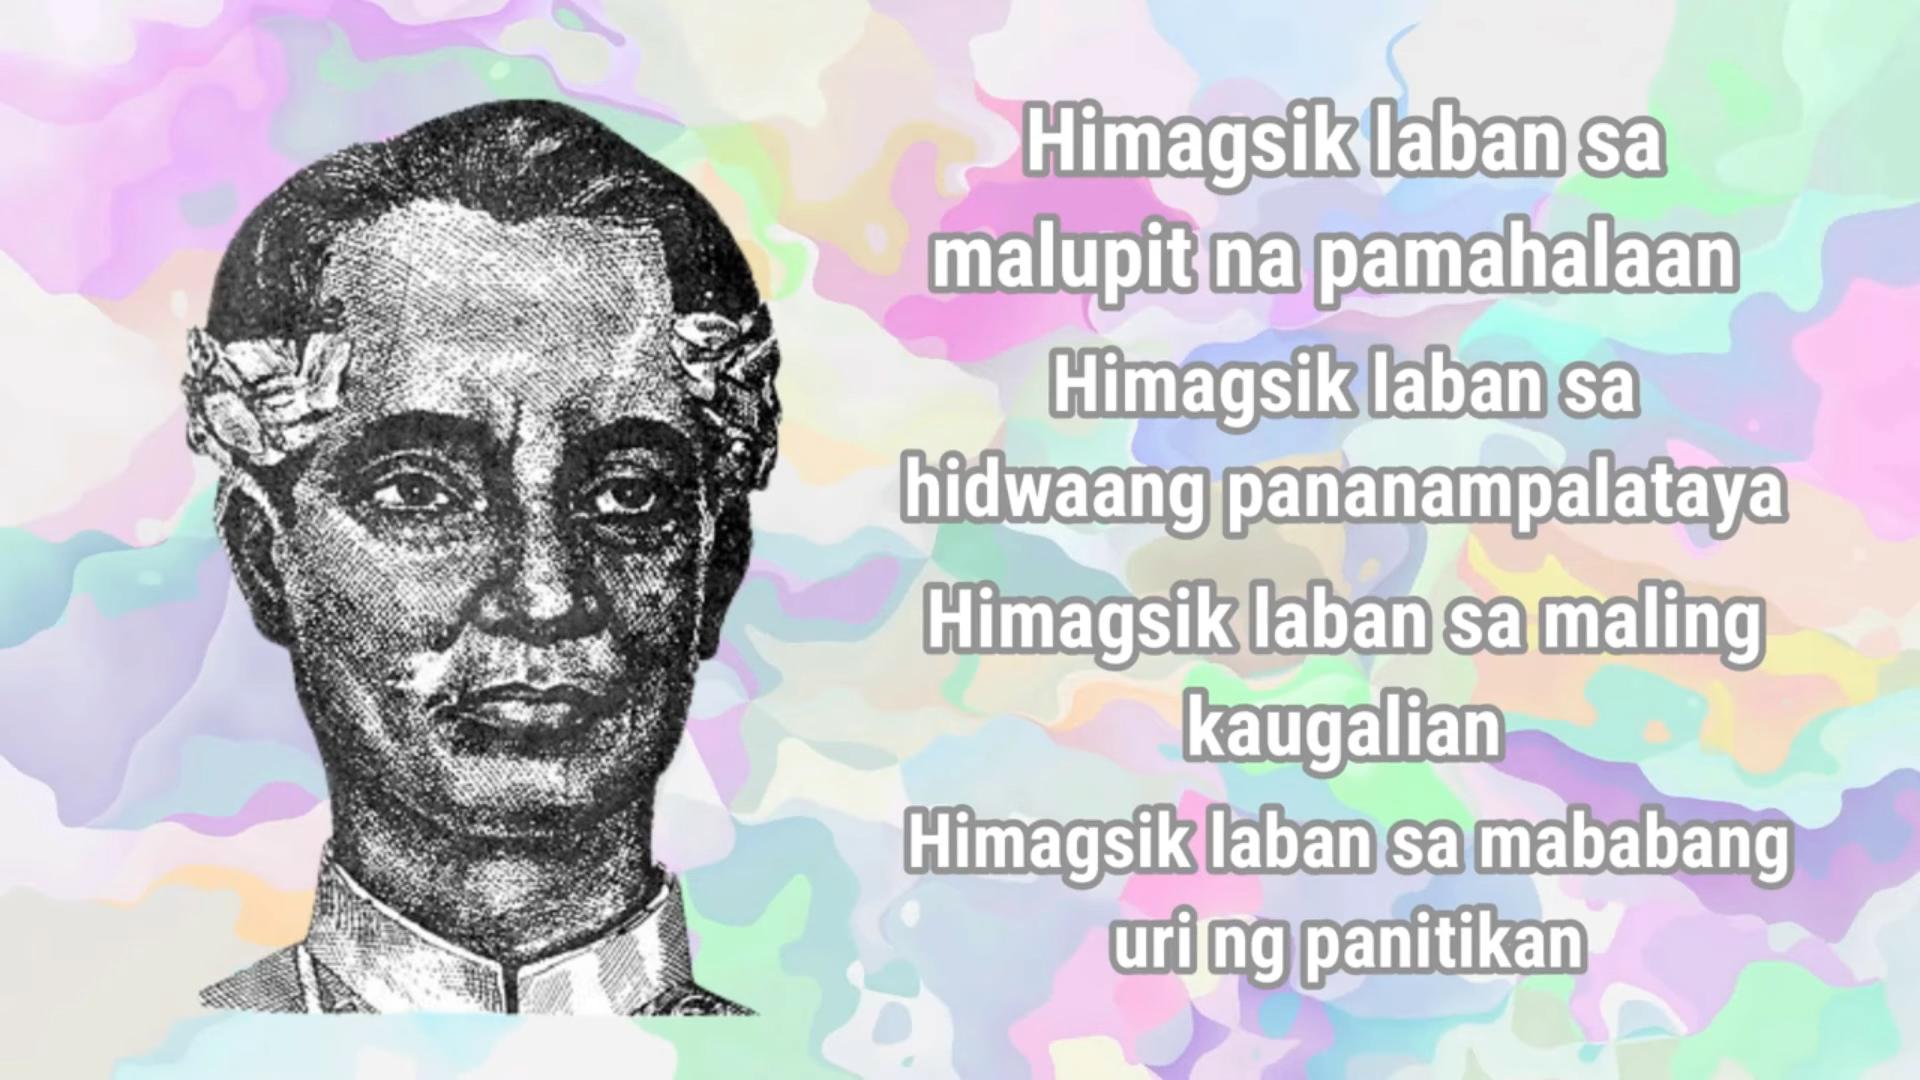 Himagsik laban sa
malupit na pamahalaan
Himagsik laban sa
hidwaang pananampalataya
Himagsik laban sa maling
kaugalian
Himagsik laban sa mababang
uri ng panitikan